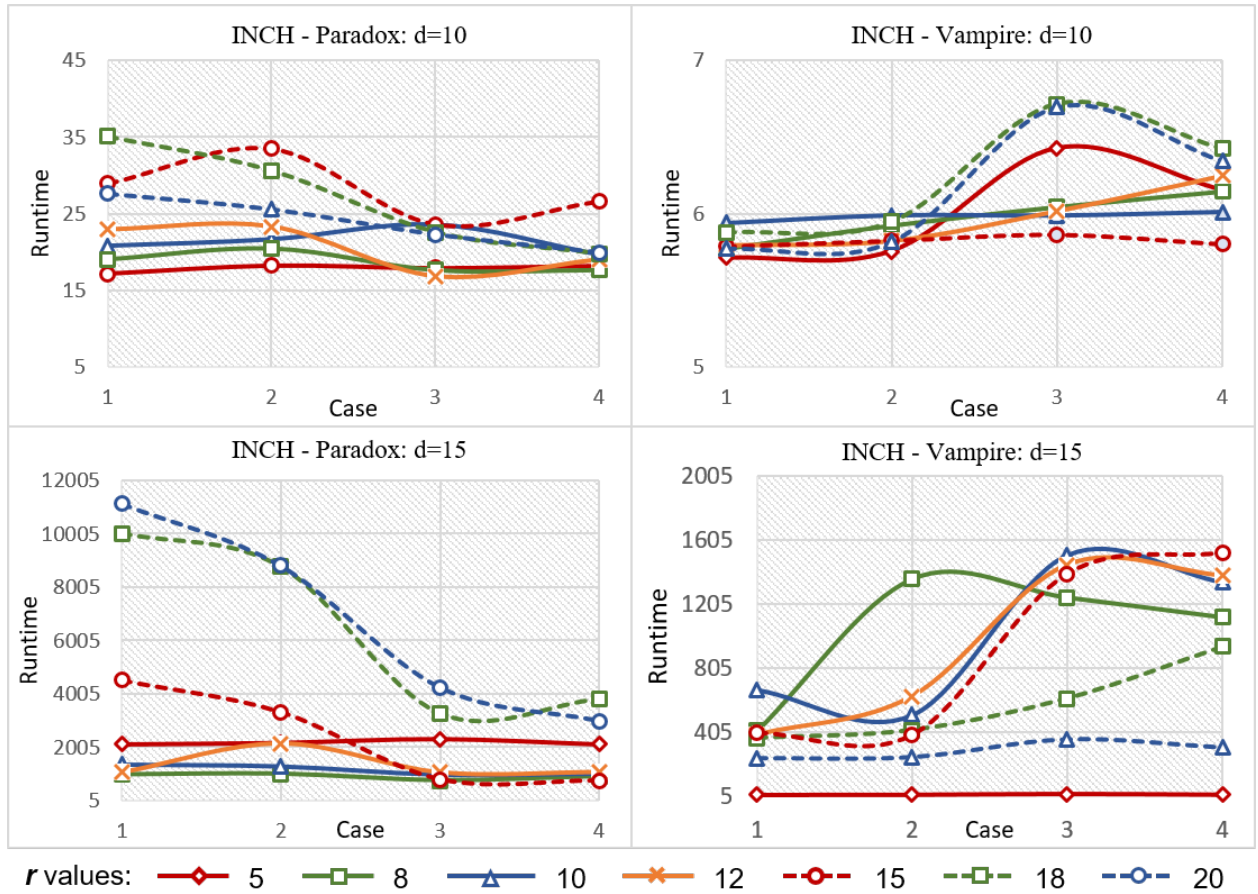 INCH - Paradox: d=10
45
35
25
15
5
Runtime
1 2 3 4
Case
INCH - Vampire: d=10
7
6
5
Runtime
1 2 3 4
Case
INCH - Paradox: d=15
12005
10005
8005
6005
4005
2005
5
Runtime
1 2 3 4
Case
INCH - Vampire: d=15
2005
1605
1205
805
405
5
Runtime
1 2 3 4
Case
r values: 5 8 10 12 15 18 20